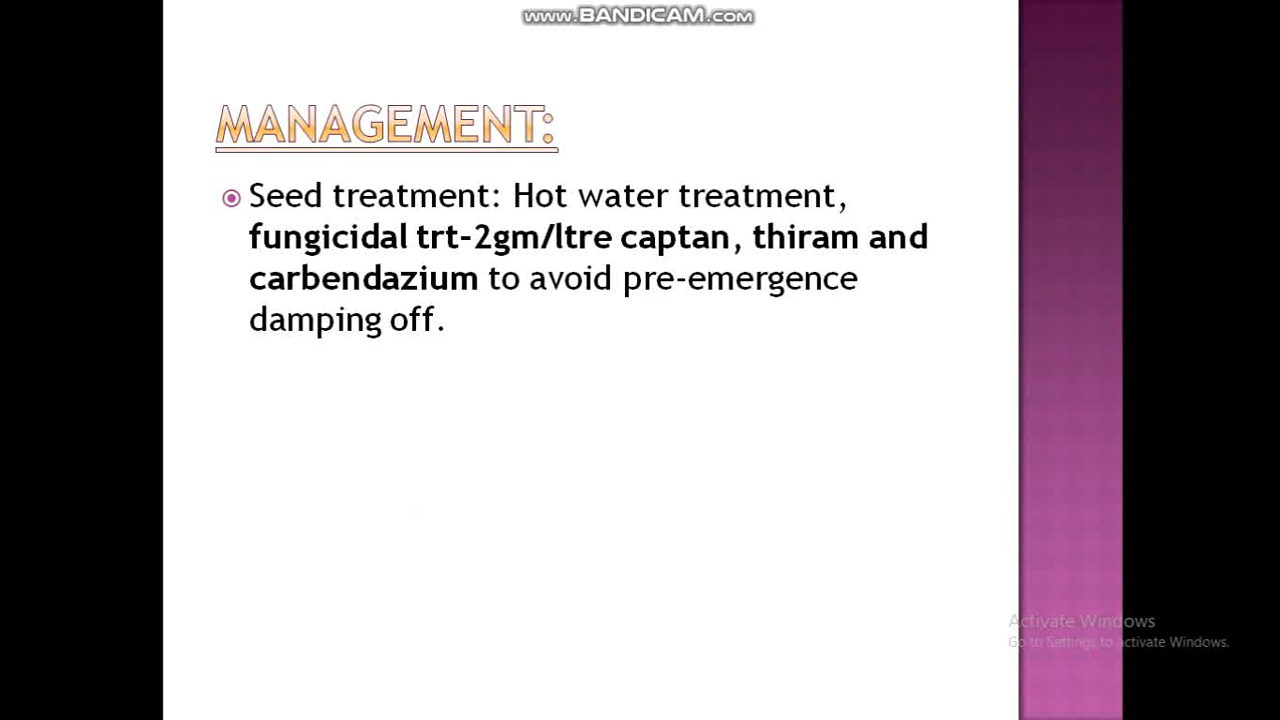 www.BANDICAM.com
MANAGEMENT:
Seed treatment: Hot water treatment,
fungicidal trt-2gm/ltre captan, thiram and
carbendazium to avoid pre-emergence
damping off.
Activate Windows
Go to Settings to activate Windows.